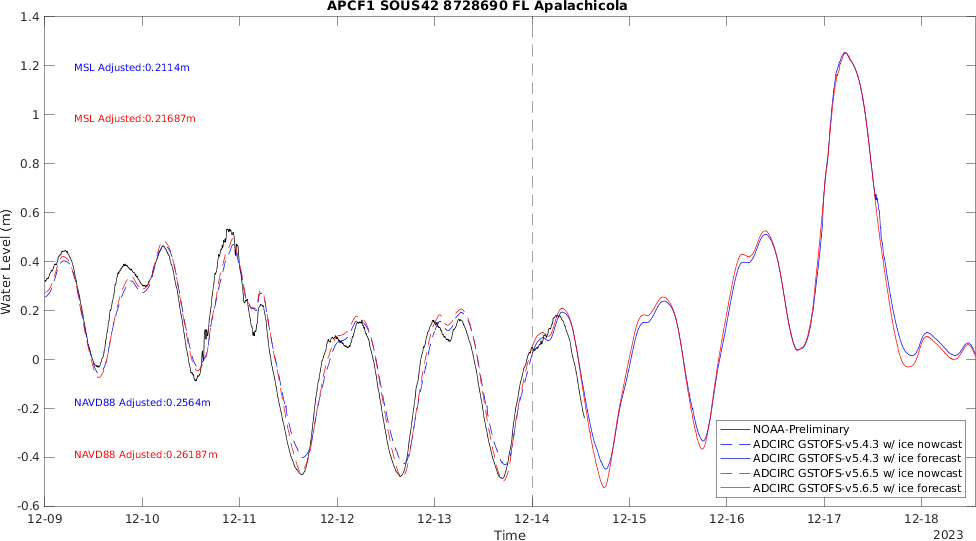 APCF1 SOUS42 8728690 FL Apalachicola
1.4
1.2
1
0.8
0.6
0.4
0.2
0
-0.2
-0.4
-0.6
Water Level (m)
MSL Adjusted:0.2114m
MSL Adjusted:0.21687m
NAVD88 Adjusted:0.2564m
NAVD88 Adjusted:0.26187m
NOAA-Preliminary
ADCIRC GSTOFS-v5.4.3 w/ ice nowcast
ADCIRC GSTOFS-v5.4.3 w/ ice forecast
ADCIRC GSTOFS-v5.6.5 w/ ice nowcast
ADCIRC GSTOFS-v5.6.5 w/ ice forecast
12-09 12-10 12-11 12-12 12-13 12-14 12-15 12-16 12-17 12-18
Time
2023